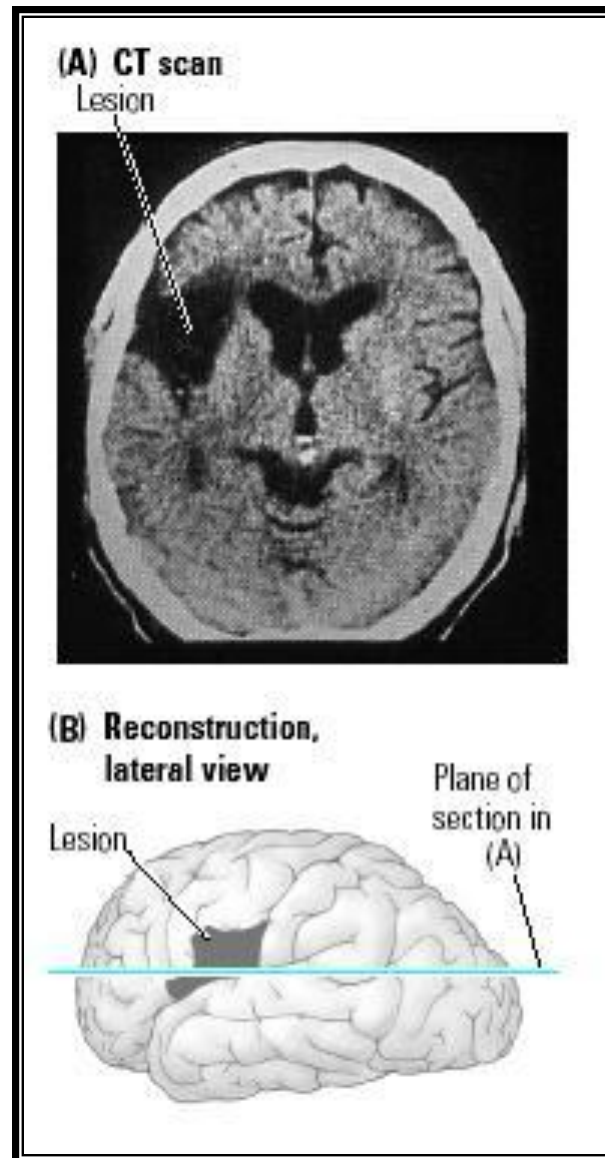 (A) CT scan
Lesion
(B) Reconstruction,
lateral view
Lesion
Plane of
section in
(A)